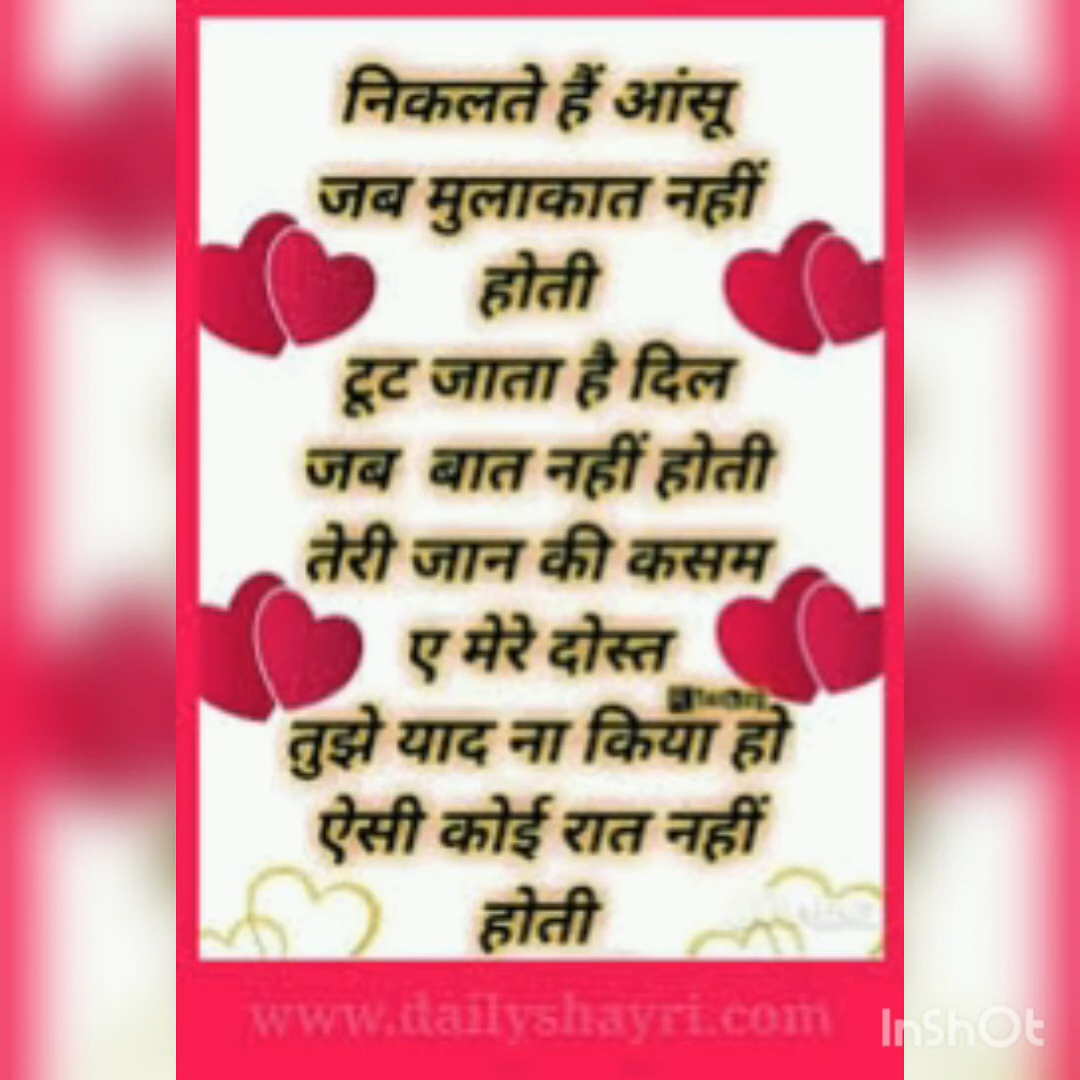 निकलते हैं आंसू
जब मुलाकात नहीं
होती
टूट जाता है दिल
जब बात नहीं होती
तेरी जान की कसम
ए मेरे दोस्त
तुझे याद ना किया हो
ऐसी कोई रात नहीं
होती
www.dailyshayri.com
InShOt